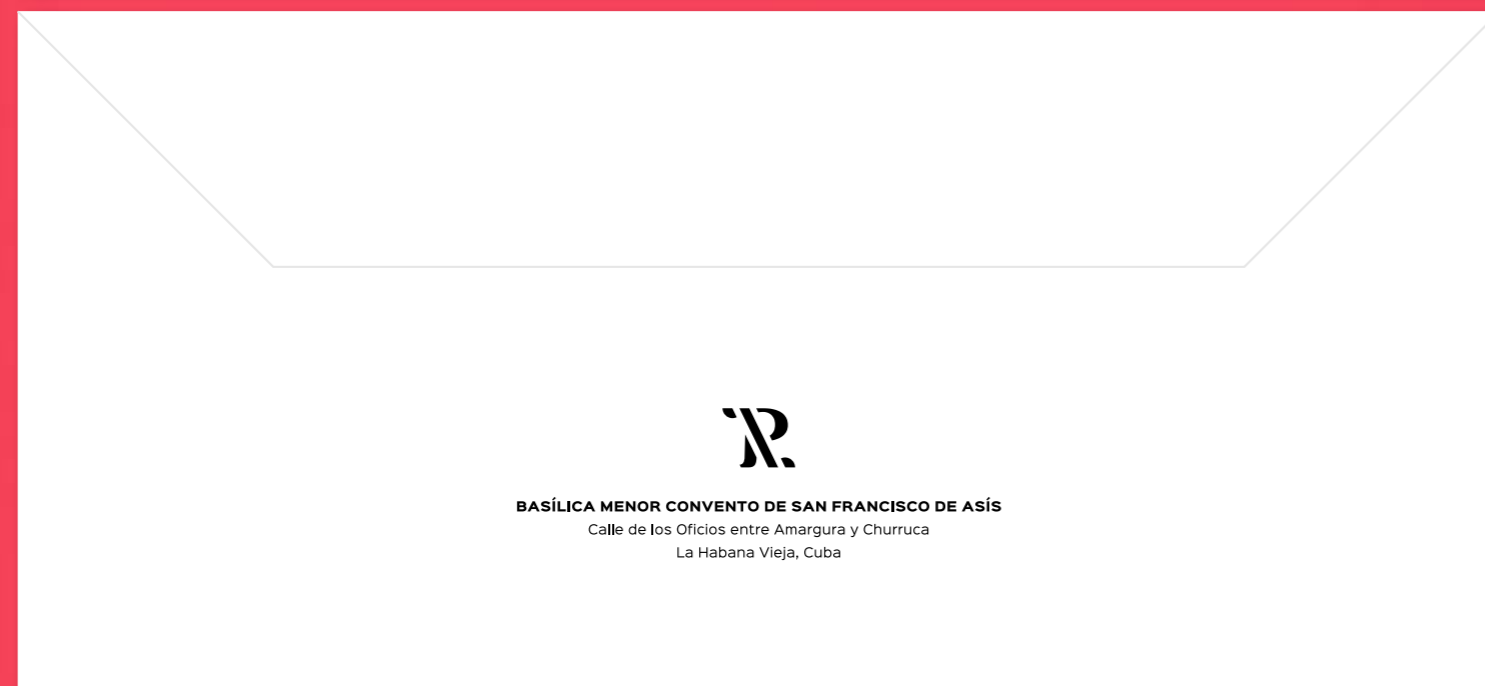 R
BASÍLICA MENOR CONVENTO DE SAN FRANCISCO DE ASÍS
Calle de los Oficios entre Amargura y Churruca
La Habana Vieja, Cuba